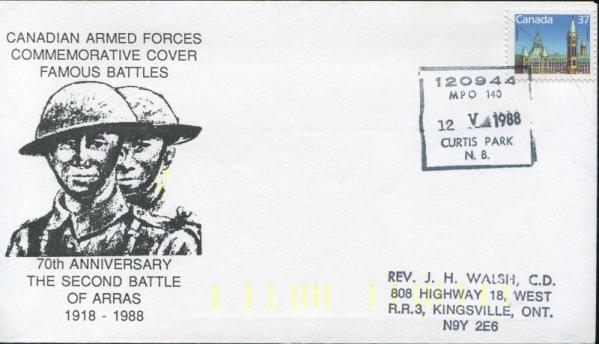 CANADIAN ARMED FORCES
COMMEMORATIVE COVER
FAMOUS BATTLES
Canada 37
120944
MPO 140
12 V 1988
CURTIS PARK
N. B.
70th ANNIVERSARY
THE SECOND BATTLE
OF ARRAS
1918 - 1988
REV. J. H. WALSH, C.D.
808 HIGHWAY 18, WEST
R.R.3, KINGSVILLE, ONT.
N9Y 2E6